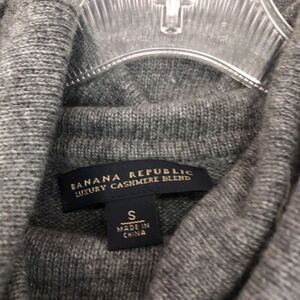 BANANA REPUBLIC
LUXURY CASHMERE BLEND
S
MADE IN
CHINA